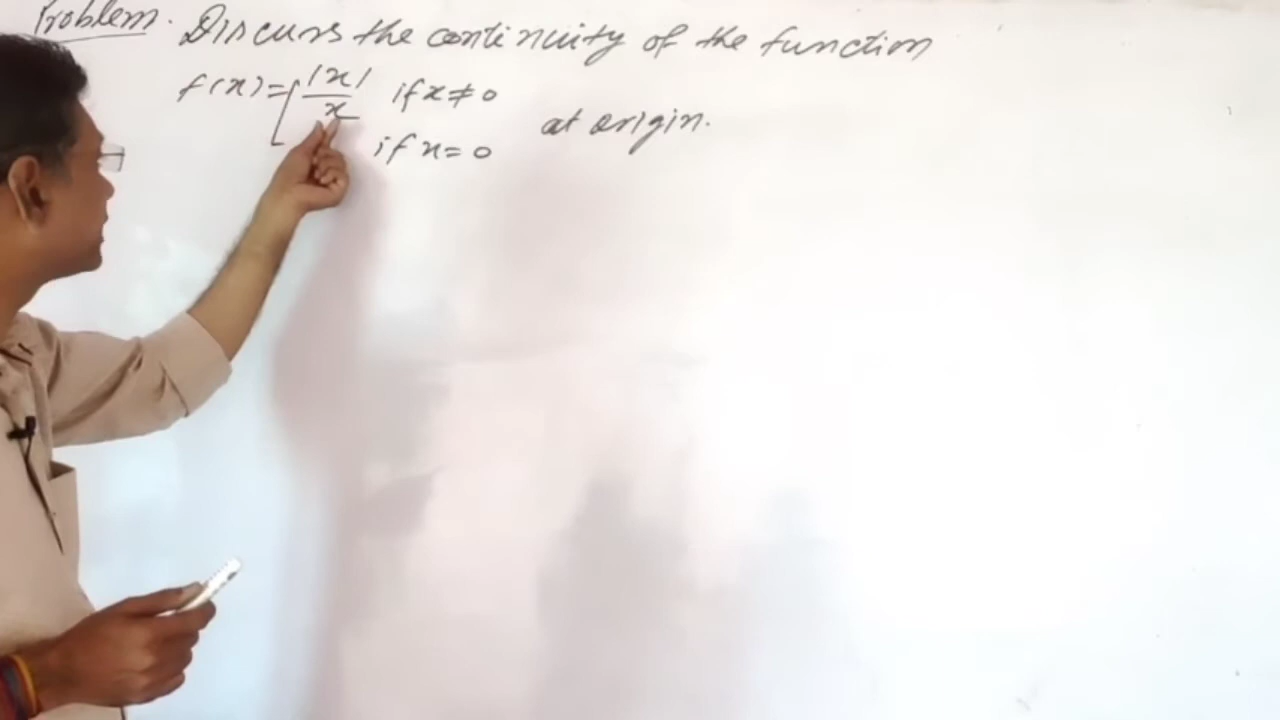 Problem. Discuss the continuity of the function
f(x)= [ |x|/x if x ≠ 0
if x = 0 at origin.